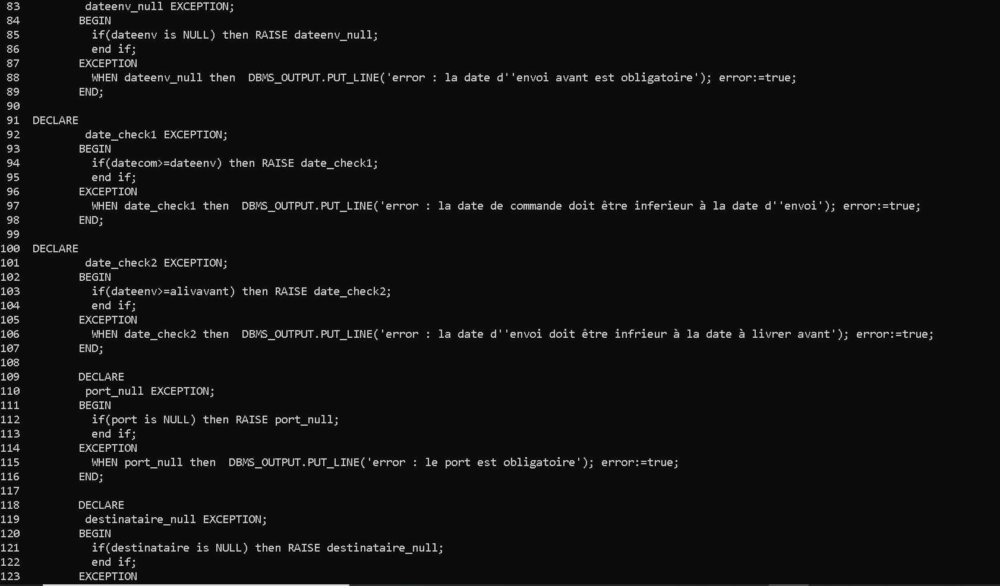 83          dateenv_null EXCEPTION;
84         BEGIN
85           if(dateenv is NULL) then RAISE dateenv_null;
86           end if;
87         EXCEPTION
88           WHEN dateenv_null then  DBMS_OUTPUT.PUT_LINE('error : la date d''envoi avant est obligatoire'); error:=true;
89         END;
90
91  DECLARE
92          date_check1 EXCEPTION;
93         BEGIN
94           if(datecom>=dateenv) then RAISE date_check1;
95           end if;
96         EXCEPTION
97           WHEN date_check1 then  DBMS_OUTPUT.PUT_LINE('error : la date de commande doit être inferieur à la date d''envoi'); error:=true;
98         END;
99
100  DECLARE
101          date_check2 EXCEPTION;
102         BEGIN
103           if(dateenv>=alivavant) then RAISE date_check2;
104           end if;
105         EXCEPTION
106           WHEN date_check2 then  DBMS_OUTPUT.PUT_LINE('error : la date d''envoi doit être infrieur à la date à livrer avant'); error:=true;
107         END;
108
109         DECLARE
110          port_null EXCEPTION;
111         BEGIN
112           if(port is NULL) then RAISE port_null;
113           end if;
114         EXCEPTION
115           WHEN port_null then  DBMS_OUTPUT.PUT_LINE('error : le port est obligatoire'); error:=true;
116         END;
117
118         DECLARE
119          destinataire_null EXCEPTION;
120         BEGIN
121           if(destinataire is NULL) then RAISE destinataire_null;
122           end if;
123         EXCEPTION